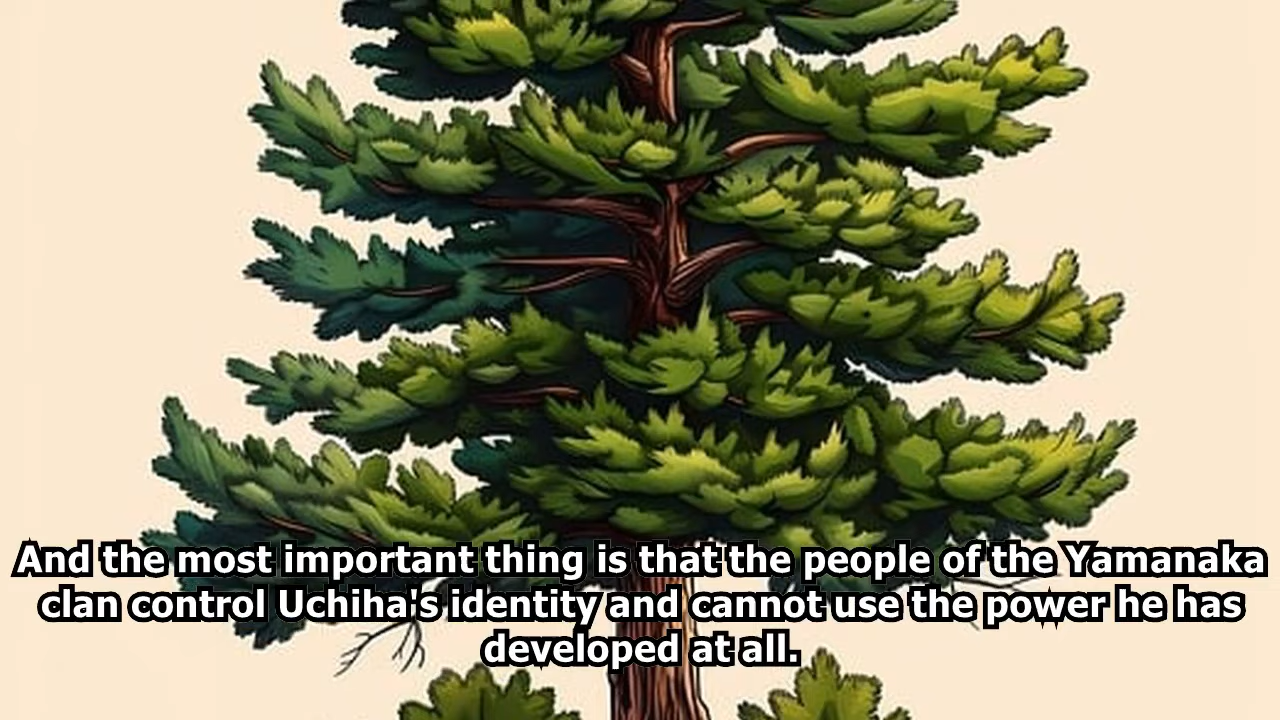 And the most important thing is that the people of the Yamanaka
clan control Uchiha's identity and cannot use the power he has
developed at all.